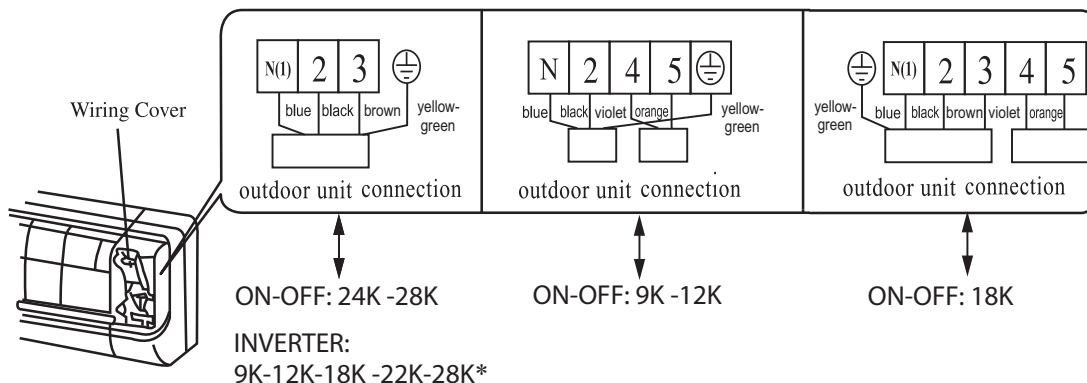 N(1) 2 3
blue black brown yellow-
green
outdoor unit connection
N 2 4 5
blue black violet orange yellow-
green
outdoor unit connection
N(1) 2 3 4 5
yellow-
green blue black brown violet orange
outdoor unit connection
Wiring Cover
ON-OFF: 24K -28K
INVERTER:
9K-12K-18K -22K-28K*
ON-OFF: 9K -12K
ON-OFF: 18K